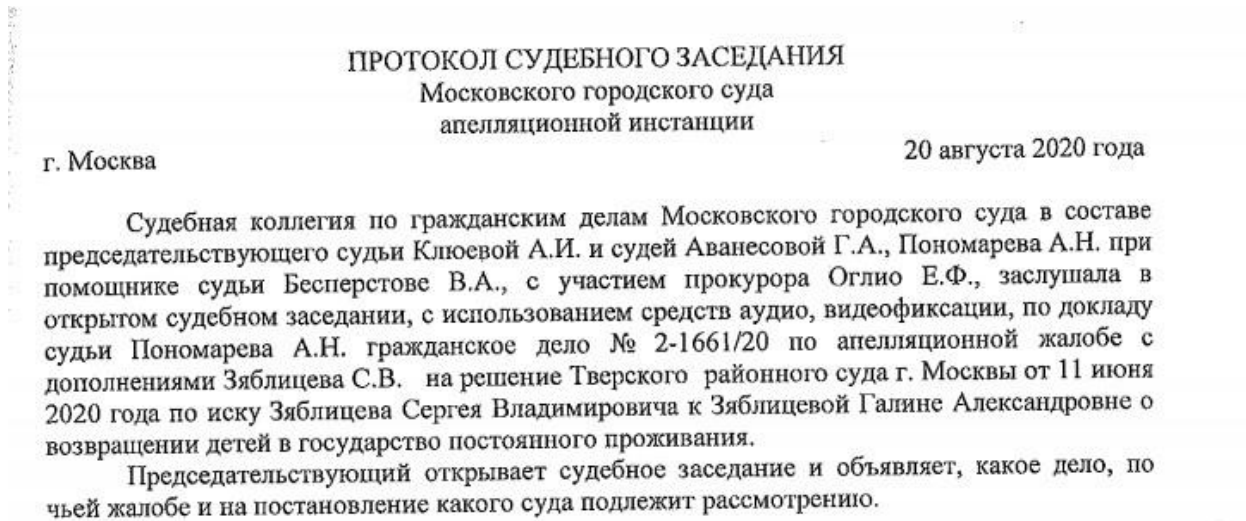 ПРОТОКОЛ СУДЕБНОГО ЗАСЕДАНИЯ
Московского городского суда
апелляционной инстанции
г. Москва 20 августа 2020 года
Судебная коллегия по гражданским делам Московского городского суда в составе
председательствующего судьи Клюевой А.И. и судей Аванесовой Г.А., Пономарева А.Н. при
помощнике судьи Бесперстове В.А., с участием прокурора Оглио Е.Ф., заслушала в
открытом судебном заседании, с использованием средств аудио, видеофиксации, по докладу
судьи Пономарева А.Н. гражданское дело № 2-1661/20 по апелляционной жалобе с
дополнениями Зяблицева С.В. на решение Тверского районного суда г. Москвы от 11 июня
2020 года по иску Зяблицева Сергея Владимировича к Зяблицевой Галине Александровне о
возвращении детей в государство постоянного проживания.
Председательствующий открывает судебное заседание и объявляет, какое дело, по
чьей жалобе и на постановление какого суда подлежит рассмотрению.